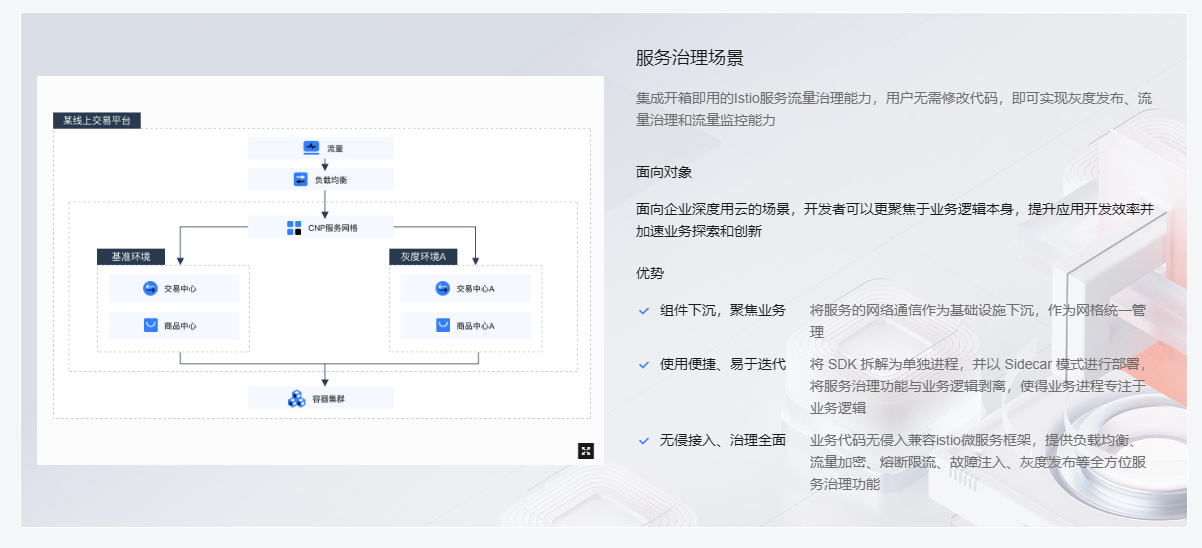 某线上交易平台
流量
负载均衡
CNP服务网格
基准环境
灰度环境A
交易中心
交易中心A
商品中心
商品中心A
容器集群
服务治理场景
集成开箱即用的Istio服务流量治理能力，用户无需修改代码，即可实现灰度发布、流
量治理和流量监控能力
面向对象
面向企业深度用云的场景，开发者可以更聚焦于业务逻辑本身，提升应用开发效率并
加速业务探索和创新
优势
组件下沉，聚焦业务
将服务的网络通信作为基础设施下沉，作为网格统一管
理
使用便捷、易于迭代
将 SDK 拆解为单独进程，并以 Sidecar 模式进行部署，
将服务治理功能与业务逻辑剥离，使得业务进程专注于
业务逻辑
无侵接入、治理全面
业务代码无侵入兼容istio微服务框架，提供负载均衡、
流量加密、熔断限流、故障注入、灰度发布等全方位服
务治理功能